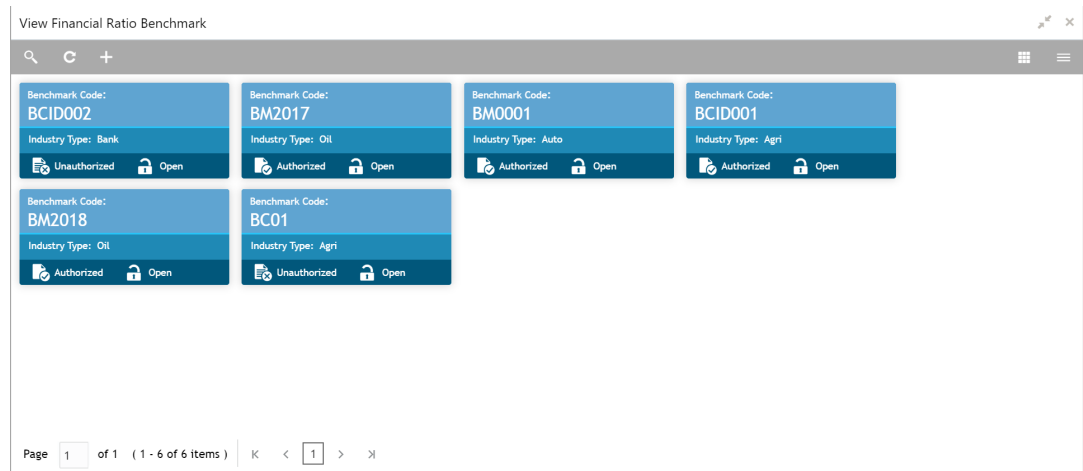 View Financial Ratio Benchmark
Benchmark Code: Benchmark Code: Benchmark Code: Benchmark Code:
BCID002 BM2017 BM0001 BCID001
Industry Type: Bank Industry Type: Oil Industry Type: Auto Industry Type: Agri
Unauthorized Open Authorized Open Authorized Open Authorized Open
Benchmark Code: Benchmark Code:
BM2018 BC01
Industry Type: Oil Industry Type: Agri
Authorized Open Unauthorized Open
Page 1 of 1 ( 1 - 6 of 6 items ) 1